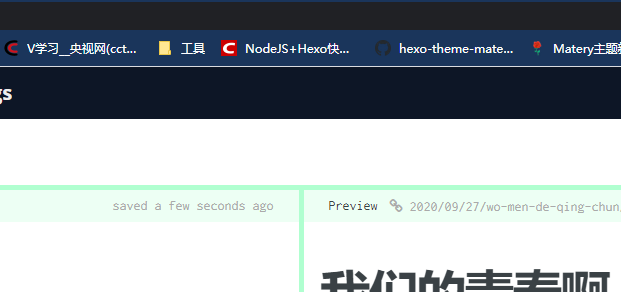 V学习__央视网(cct... 工具 NodeJS+Hexo快... hexo-theme-mate... Matery主题
gs
saved a few seconds ago Preview 2020/09/27/wo-men-de-qing-chun
我们的青春啊